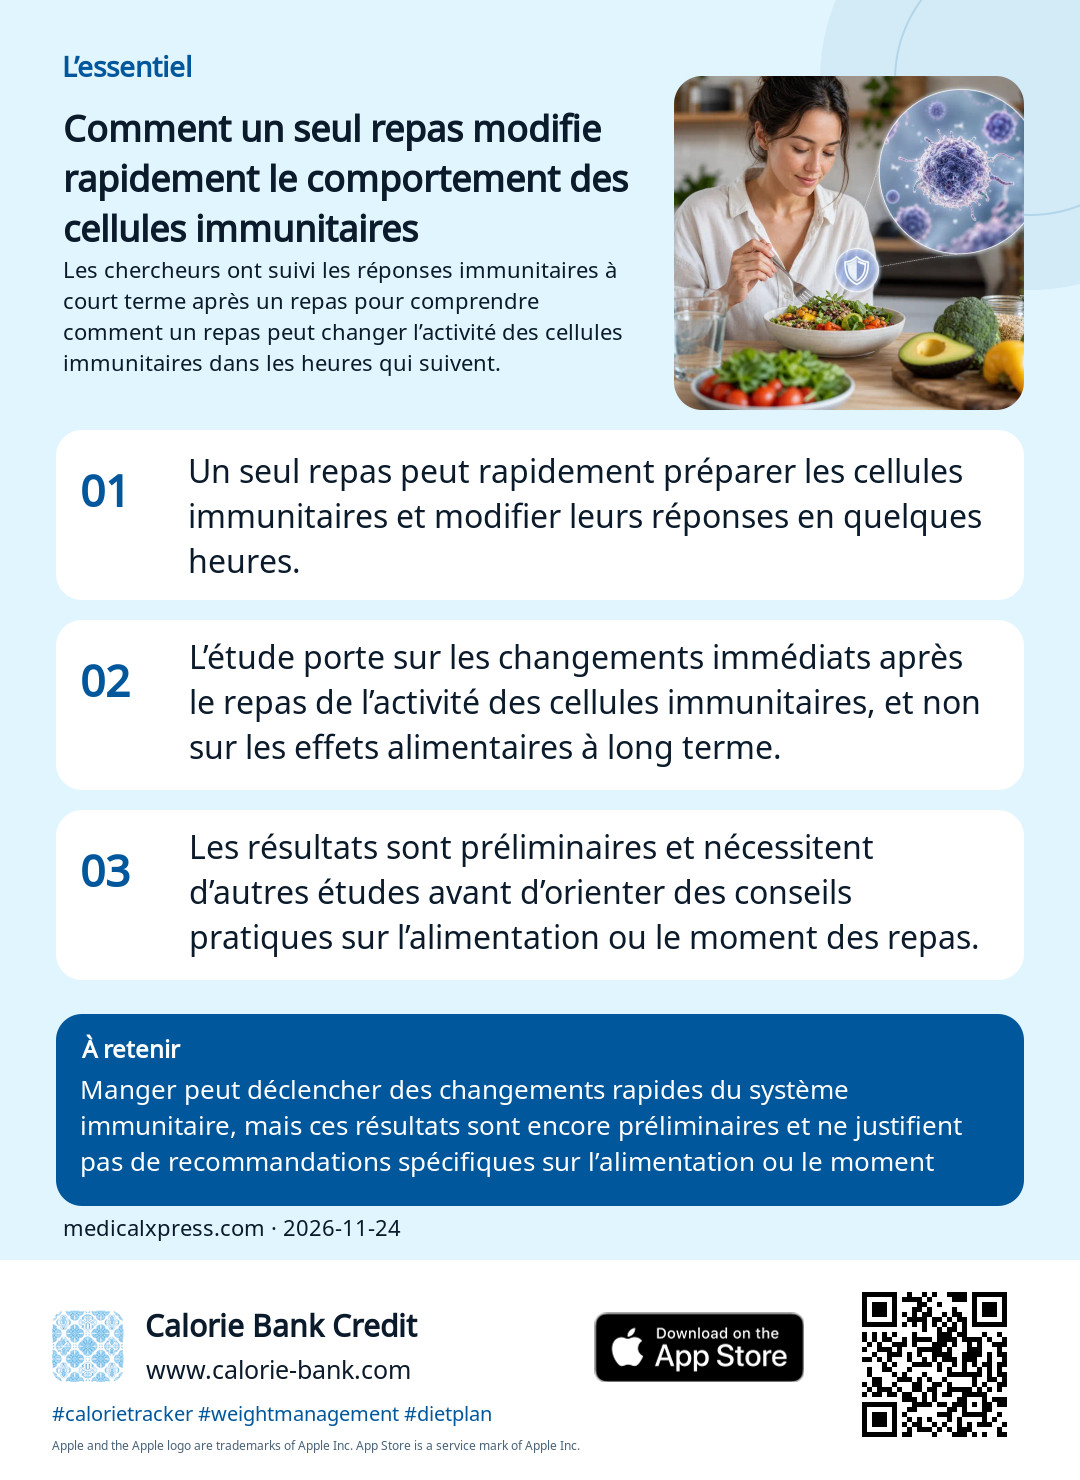 L’essentiel
Comment un seul repas modifie
rapidement le comportement des
cellules immunitaires
Les chercheurs ont suivi les réponses immunitaires à
court terme après un repas pour comprendre
comment un repas peut changer l’activité des cellules
immunitaires dans les heures qui suivent.
01
Un seul repas peut rapidement préparer les cellules
immunitaires et modifier leurs réponses en quelques
heures.
02
L’étude porte sur les changements immédiats après
le repas de l’activité des cellules immunitaires, et non
sur les effets alimentaires à long terme.
03
Les résultats sont préliminaires et nécessitent
d’autres études avant d’orienter des conseils
pratiques sur l’alimentation ou le moment des repas.
À retenir
Manger peut déclencher des changements rapides du système
immunitaire, mais ces résultats sont encore préliminaires et ne justifient
pas de recommandations spécifiques sur l’alimentation ou le moment
medicalxpress.com · 2026-11-24
Calorie Bank Credit
www.calorie-bank.com
#calorietracker #weightmanagement #dietplan
Apple and the Apple logo are trademarks of Apple Inc. App Store is a service mark of Apple Inc.
Download on the
App Store